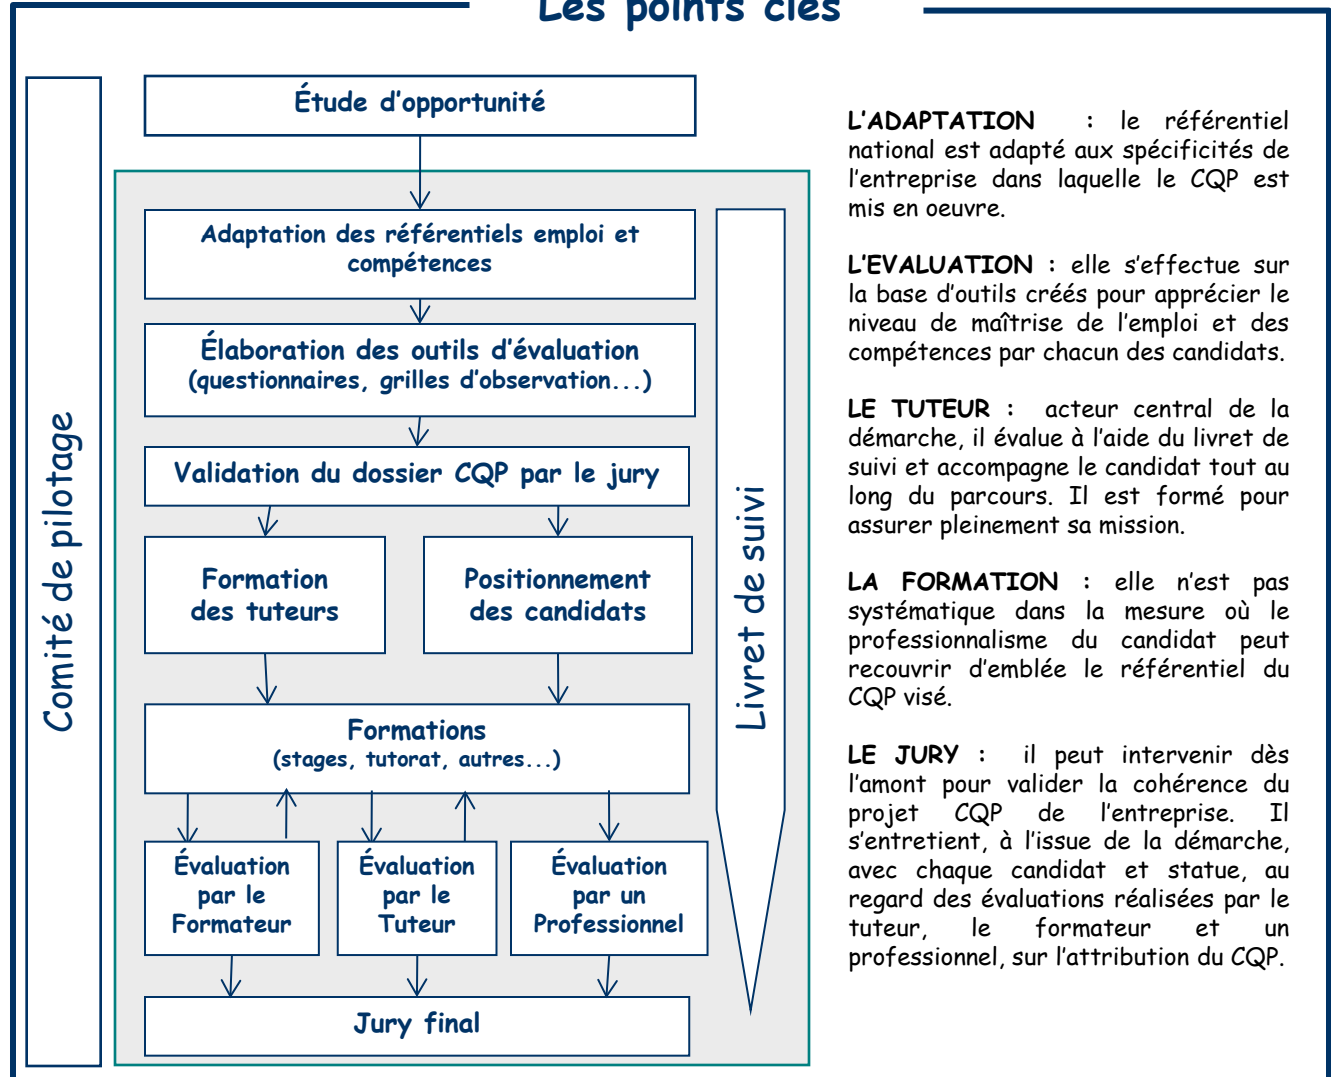 Les points clés
Étude d'opportunité
Adaptation des référentiels emploi et
compétences
Élaboration des outils d'évaluation
(questionnaires, grilles d'observation...)
Validation du dossier CQP par le jury
Formation
des tuteurs
Positionnement
des candidats
Formations
(stages, tutorat, autres...)
Évaluation
par le
Formateur
Évaluation
par le
Tuteur
Évaluation
par un
Professionnel
Jury final
Comité de pilotage
Livret de suivi
L'ADAPTATION : le référentiel
national est adapté aux spécificités de
l'entreprise dans laquelle le CQP est
mis en oeuvre.
L'EVALUATION : elle s'effectue sur
la base d'outils créés pour apprécier le
niveau de maîtrise de l'emploi et des
compétences par chacun des candidats.
LE TUTEUR : acteur central de la
démarche, il évalue à l'aide du livret de
suivi et accompagne le candidat tout au
long du parcours. Il est formé pour
assurer pleinement sa mission.
LA FORMATION : elle n'est pas
systématique dans la mesure où le
professionnalisme du candidat peut
recouvrir d'emblée le référentiel du
CQP visé.
LE JURY : il peut intervenir dès
l'amont pour valider la cohérence du
projet CQP de l'entreprise. Il
s'entretient, à l'issue de la démarche,
avec chaque candidat et statue, au
regard des évaluations réalisées par le
tuteur, le formateur et un
professionnel, sur l'attribution du CQP.